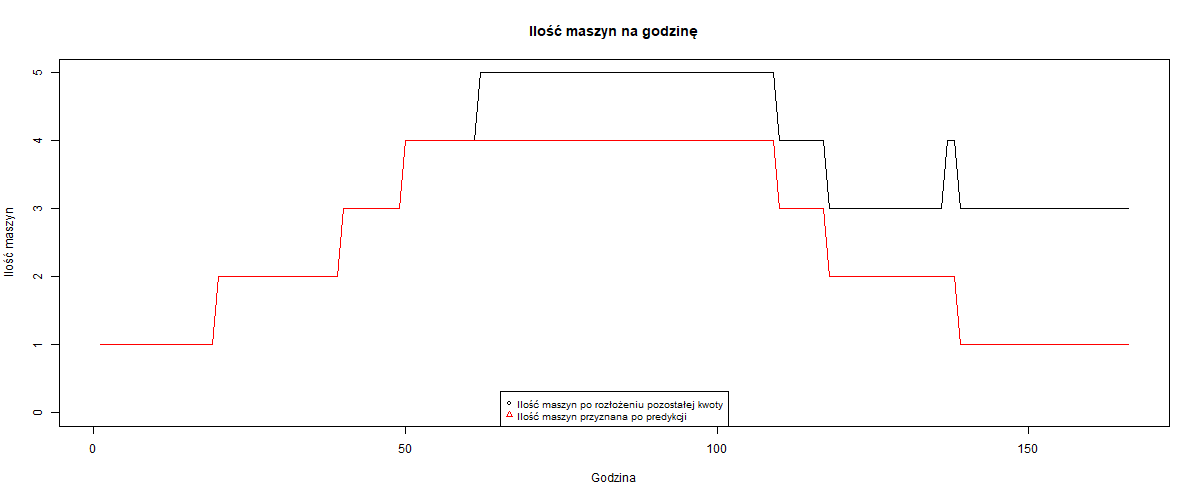 Ilość maszyn na godzinę
Ilość maszyn
5
4
3
2
1
0
Ilość maszyn po rozłożeniu pozostałej kwoty
Ilość maszyn przyznana po predykcji
0 50 100 150
Godzina